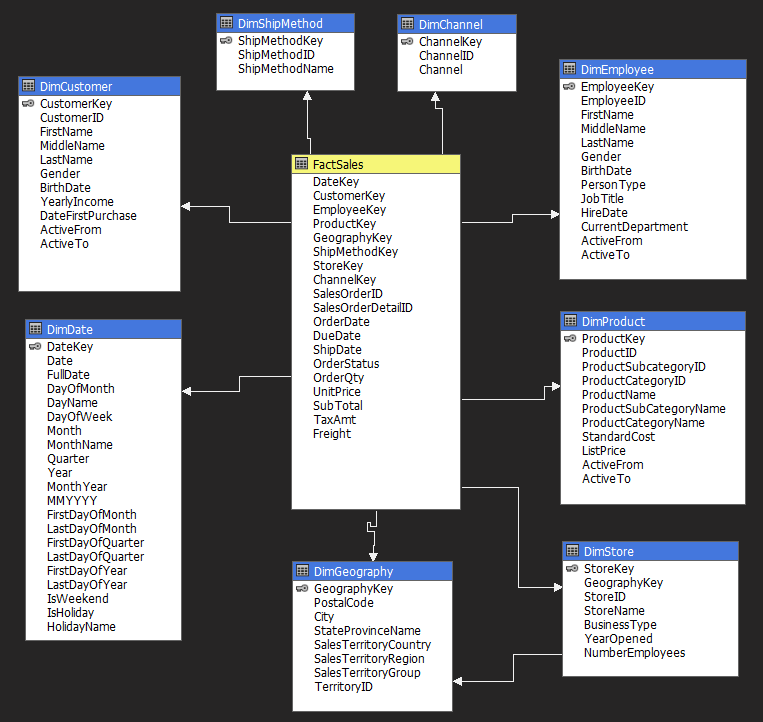 DimShipMethod
ShipMethodKey
ShipMethodID
ShipMethodName
DimChannel
ChannelKey
ChannelID
Channel
DimCustomer
CustomerKey
CustomerID
FirstName
MiddleName
LastName
Gender
BirthDate
YearlyIncome
DateFirstPurchase
ActiveFrom
ActiveTo
DimEmployee
EmployeeKey
EmployeeID
FirstName
MiddleName
LastName
Gender
BirthDate
PersonType
JobTitle
HireDate
CurrentDepartment
ActiveFrom
ActiveTo
FactSales
DateKey
CustomerKey
EmployeeKey
ProductKey
GeographyKey
ShipMethodKey
StoreKey
ChannelKey
SalesOrderID
SalesOrderDetailID
OrderDate
DueDate
ShipDate
OrderStatus
OrderQty
UnitPrice
SubTotal
TaxAmt
Freight
DimDate
DateKey
Date
FullDate
DayOfMonth
DayName
DayOfWeek
Month
MonthName
Quarter
Year
MonthYear
MMYYYY
FirstDayOfMonth
LastDayOfMonth
FirstDayOfQuarter
LastDayOfQuarter
FirstDayOfYear
LastDayOfYear
IsWeekend
IsHoliday
HolidayName
DimProduct
ProductKey
ProductID
ProductSubcategoryID
ProductCategoryID
ProductName
ProductSubCategoryName
ProductCategoryName
StandardCost
ListPrice
ActiveFrom
ActiveTo
DimGeography
GeographyKey
PostalCode
City
StateProvinceName
SalesTerritoryCountry
SalesTerritoryRegion
SalesTerritoryGroup
TerritoryID
DimStore
StoreKey
GeographyKey
StoreID
StoreName
BusinessType
YearOpened
NumberEmployees